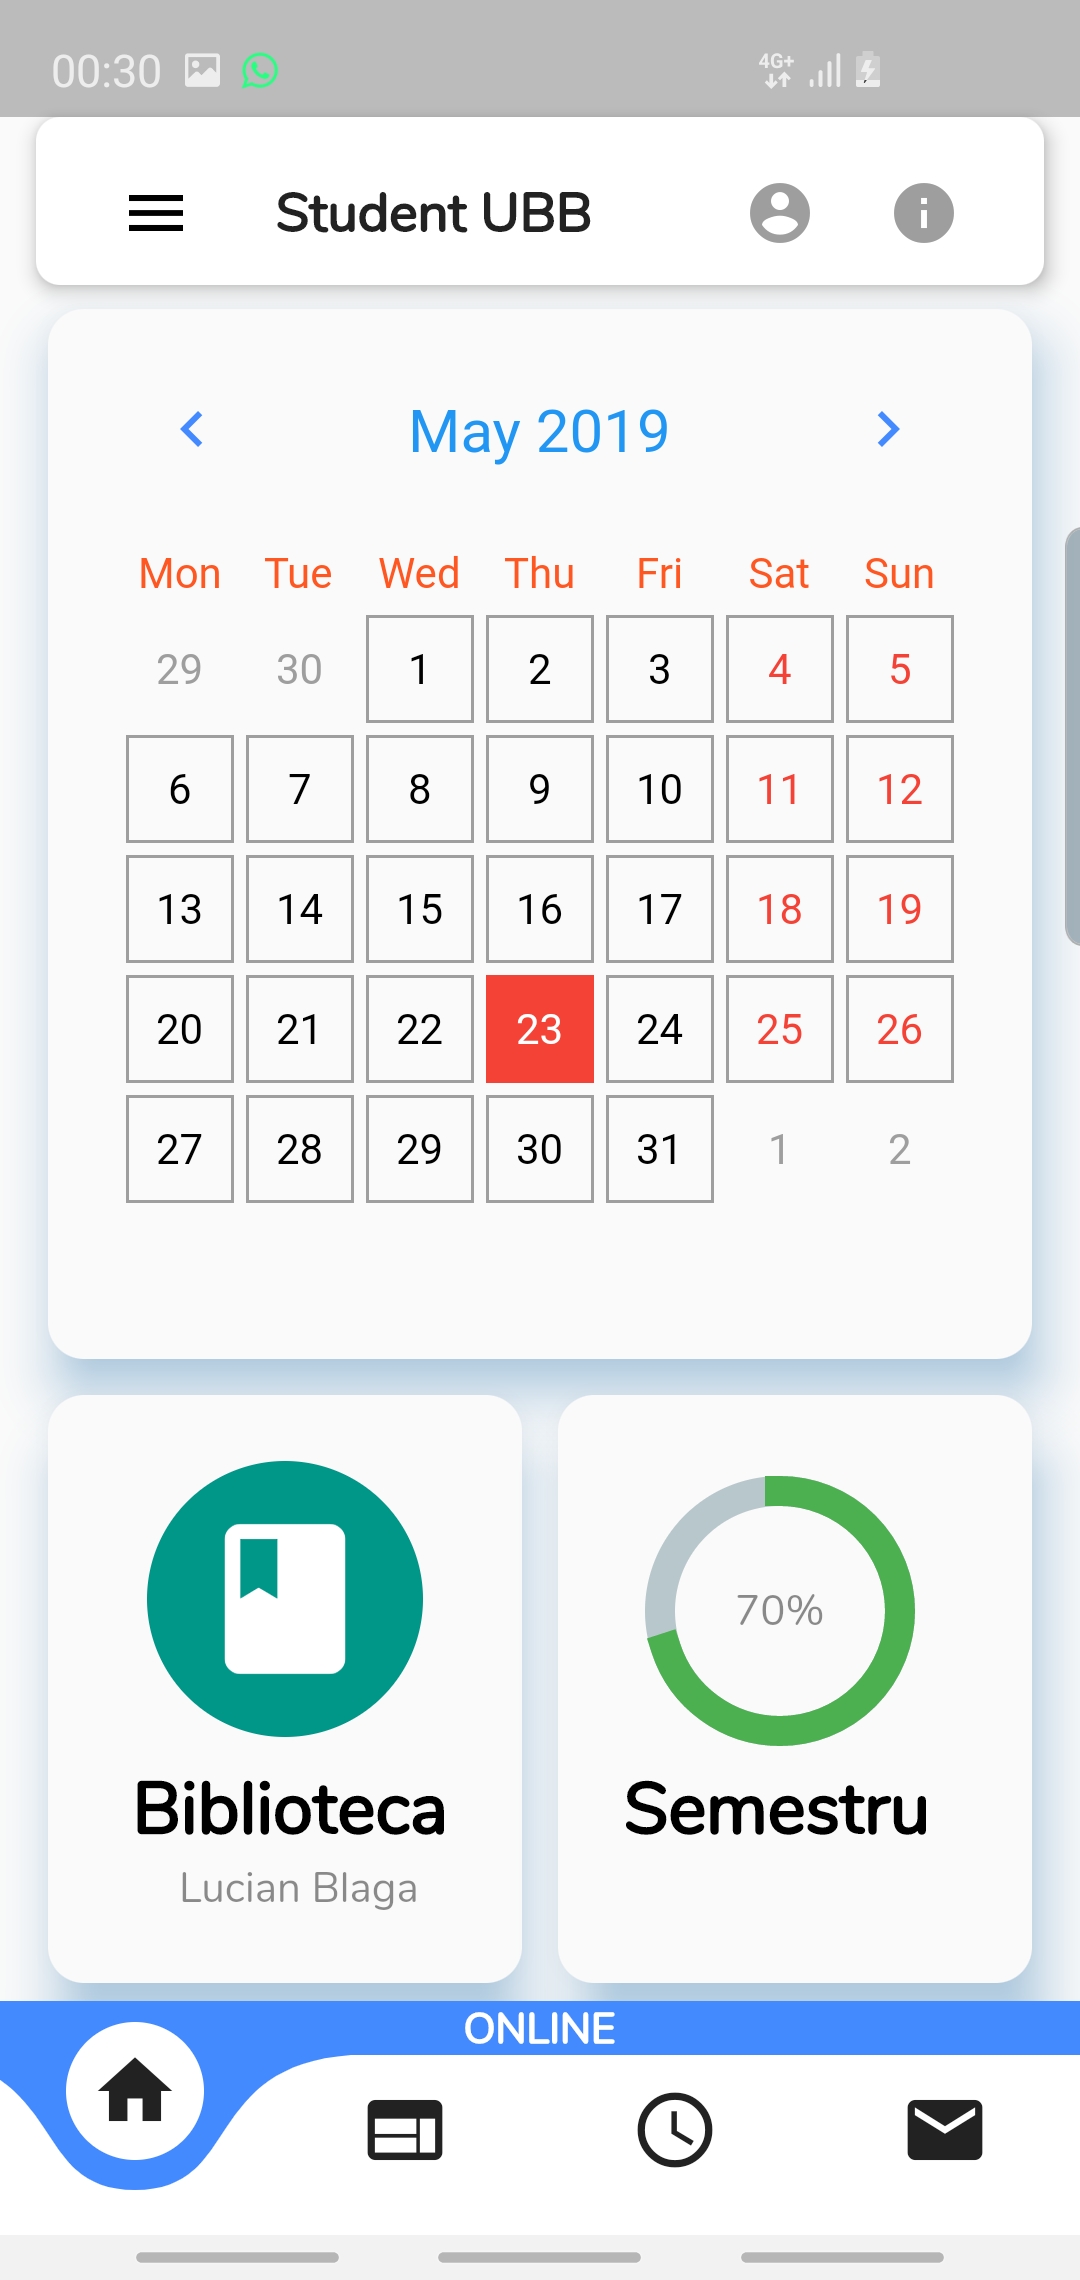 00:30 4G+
Student UBB
May 2019
Mon Tue Wed Thu Fri Sat Sun
29 30 1 2 3 4 5
6 7 8 9 10 11 12
13 14 15 16 17 18 19
20 21 22 23 24 25 26
27 28 29 30 31 1 2
70%
Biblioteca Semestru
Lucian Blaga
ONLINE